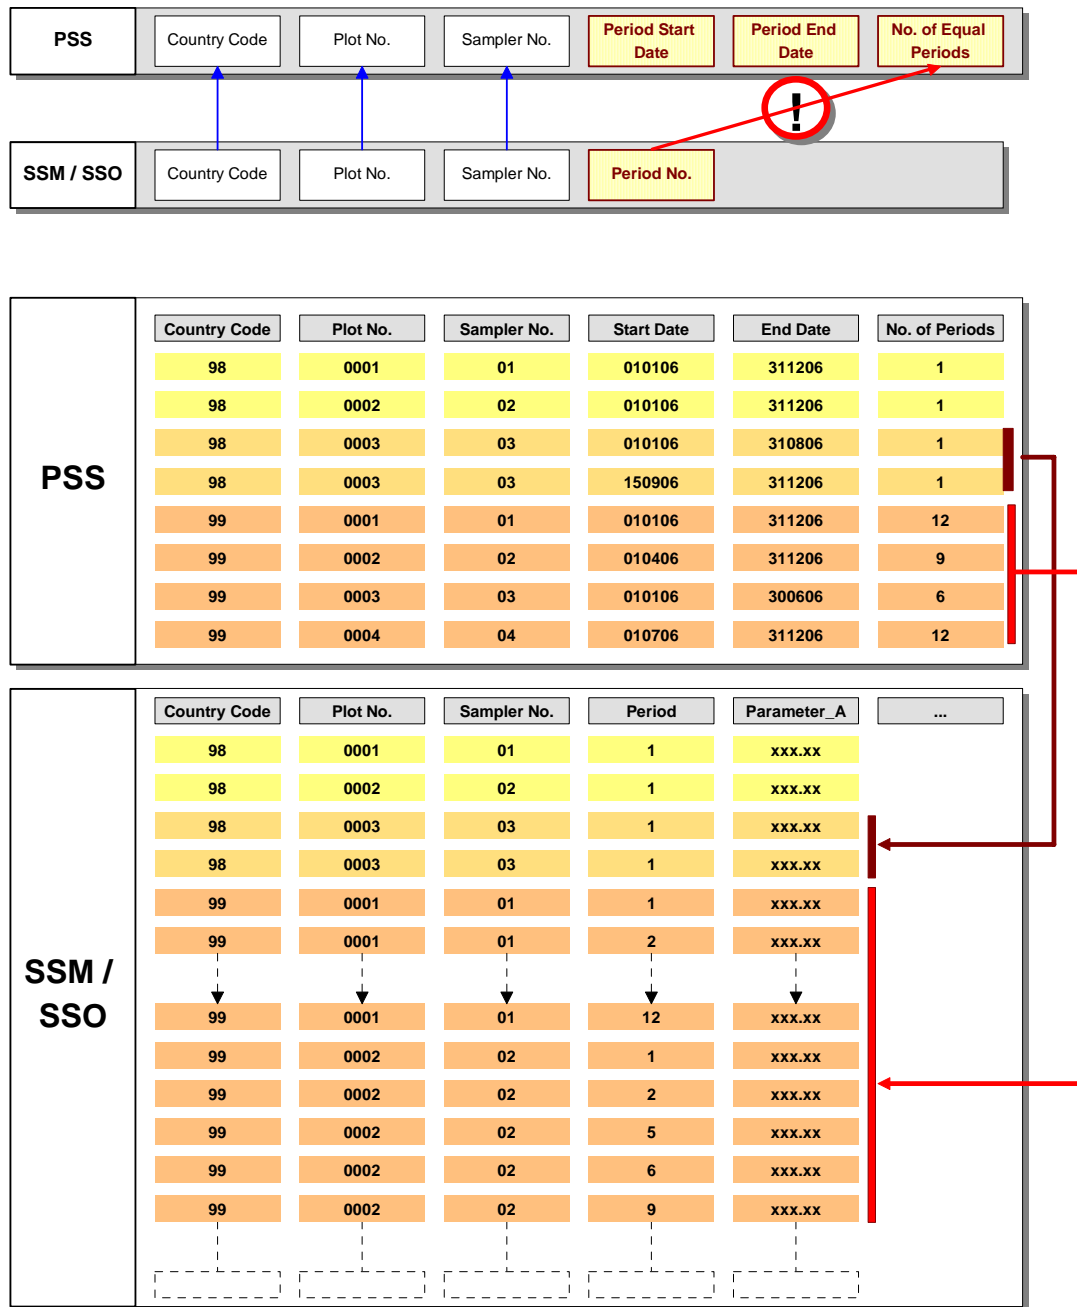 PSS Country Code Plot No. Sampler No. Period Start Date Period End Date No. of Equal Periods
!
SSM / SSO Country Code Plot No. Sampler No. Period No.
PSS
Country Code Plot No. Sampler No. Start Date End Date No. of Periods
98 0001 01 010106 311206 1
98 0002 02 010106 311206 1
98 0003 03 010106 310806 1
98 0003 03 150906 311206 1
99 0001 01 010106 311206 12
99 0002 02 010406 311206 9
99 0003 03 010106 300606 6
99 0004 04 010706 311206 12
SSM /
SSO
Country Code Plot No. Sampler No. Period Parameter_A ...
98 0001 01 1 xxx.xx
98 0002 02 1 xxx.xx
98 0003 03 1 xxx.xx
98 0003 03 1 xxx.xx
99 0001 01 1 xxx.xx
99 0001 01 2 xxx.xx
99 0001 01 12 xxx.xx
99 0002 02 1 xxx.xx
99 0002 02 2 xxx.xx
99 0002 02 5 xxx.xx
99 0002 02 6 xxx.xx
99 0002 02 9 xxx.xx